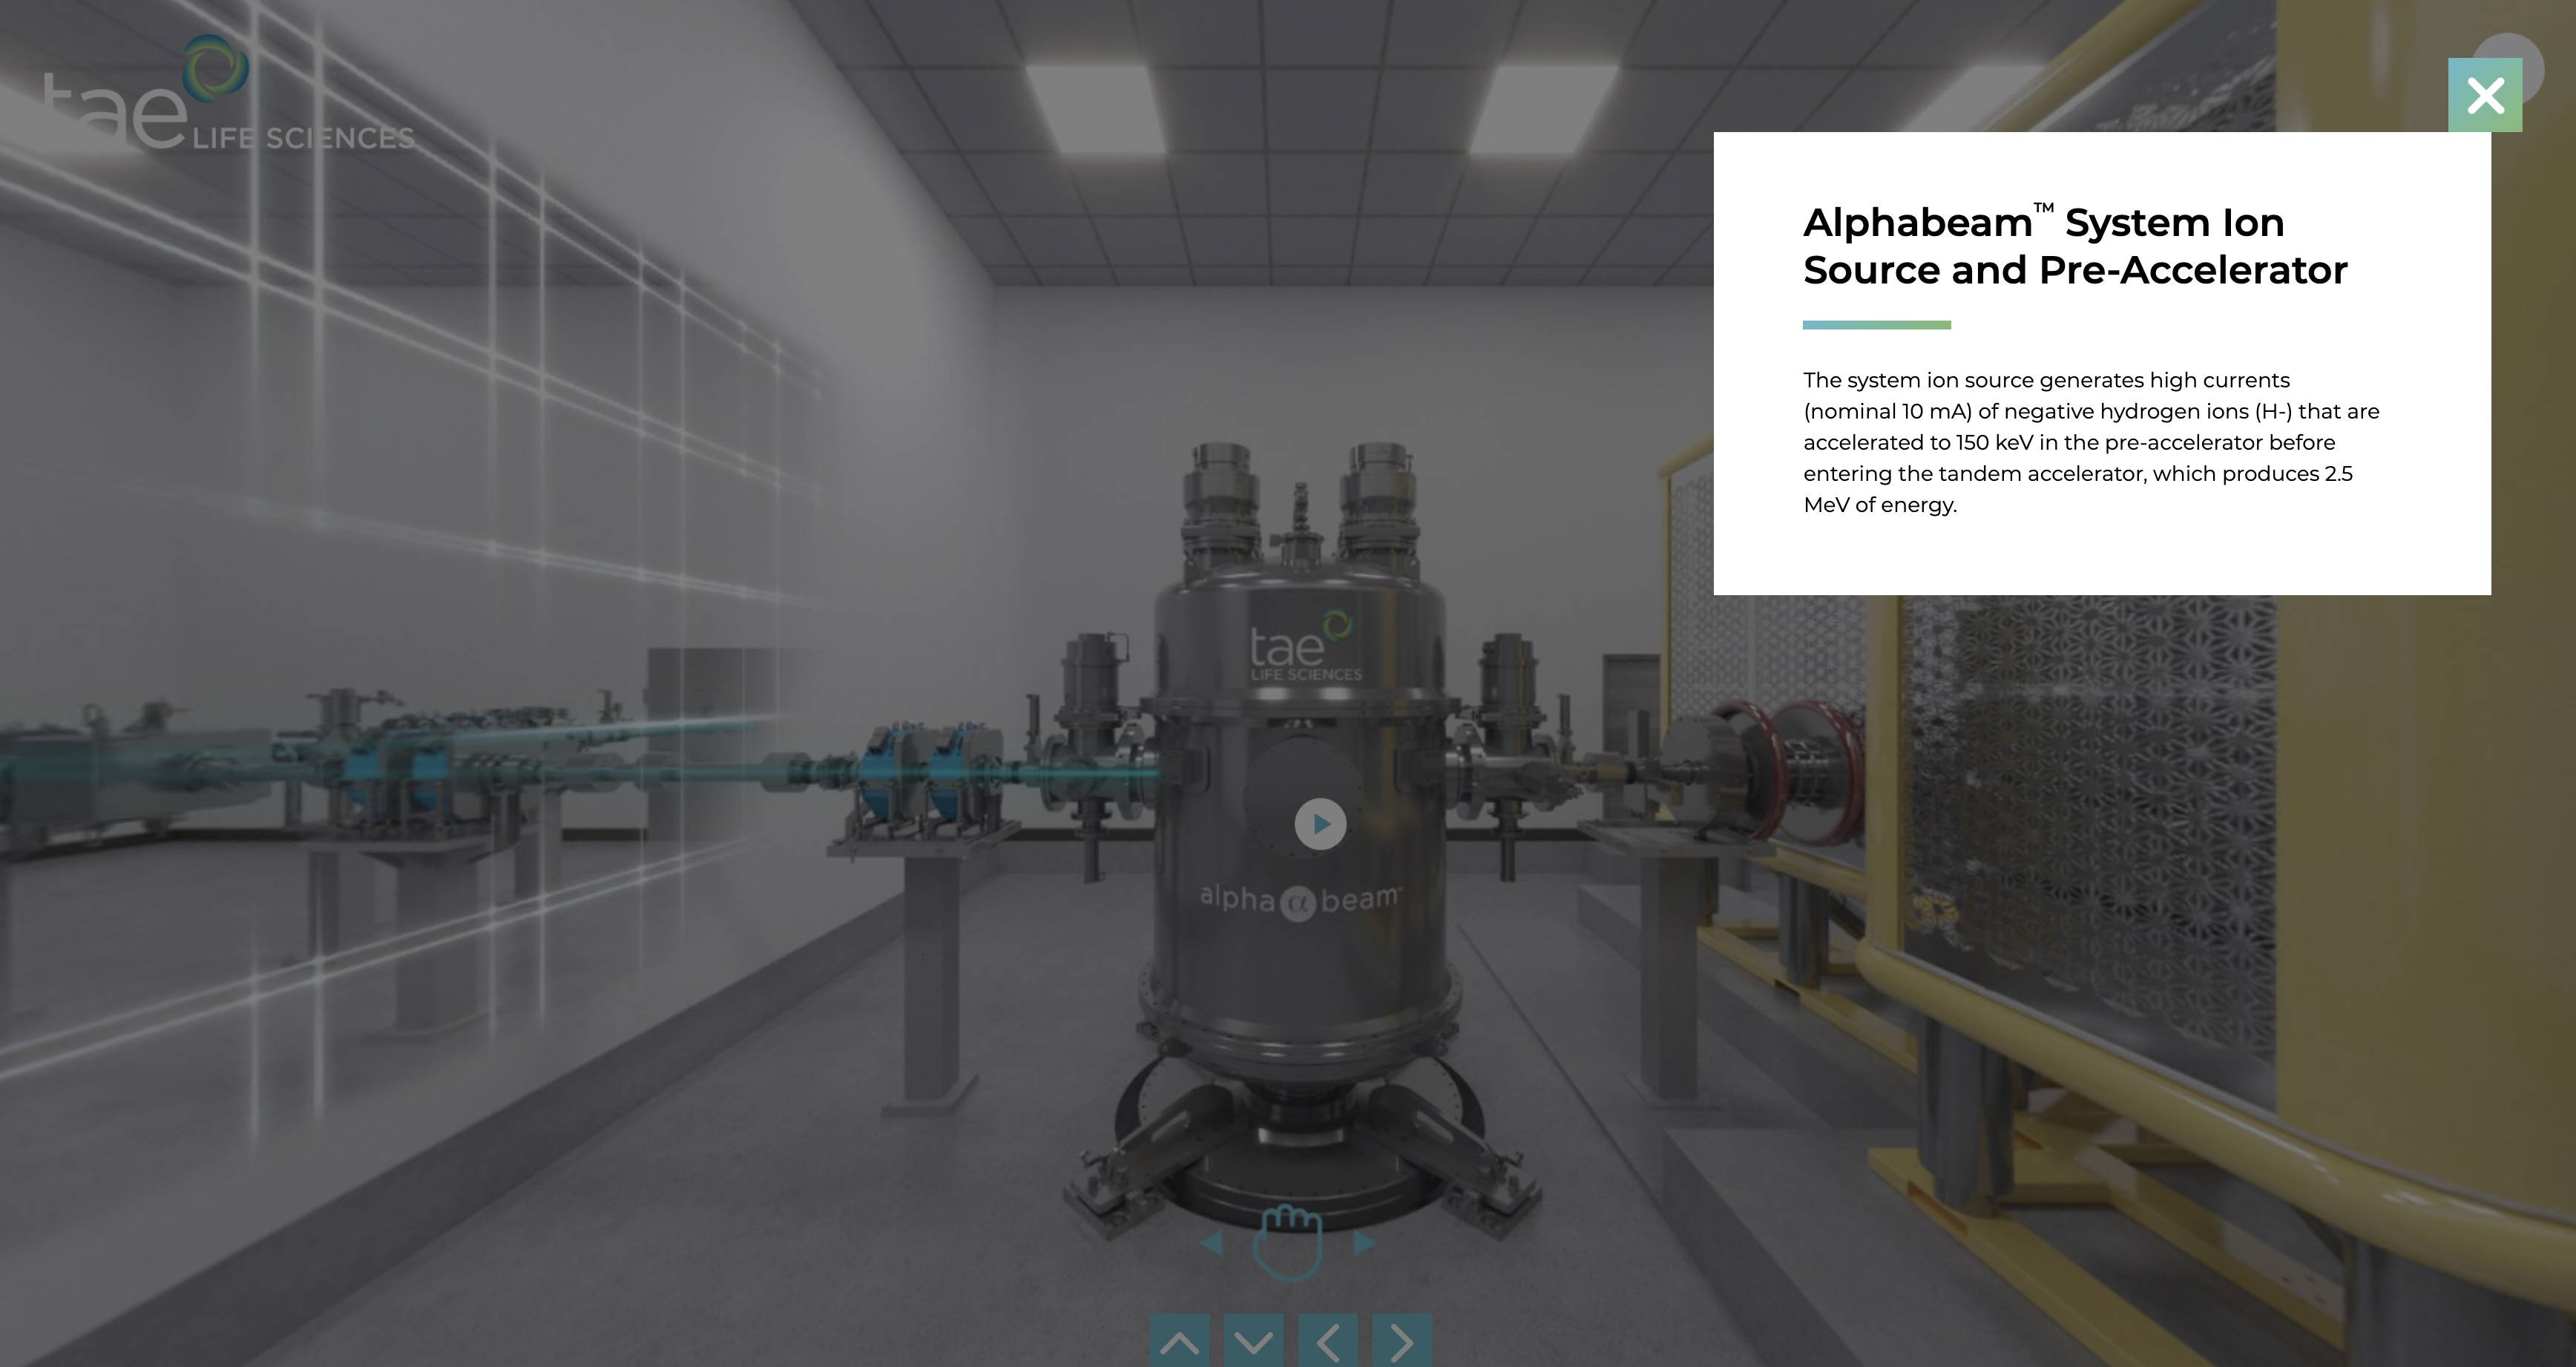 tae
LIFE SCIENCES
Alphabeam™ System Ion
Source and Pre-Accelerator
The system ion source generates high currents
(nominal 10 mA) of negative hydrogen ions (H-) that are
accelerated to 150 keV in the pre-accelerator before
entering the tandem accelerator, which produces 2.5
MeV of energy.
tae
LIFE SCIENCES
alpha α beam™